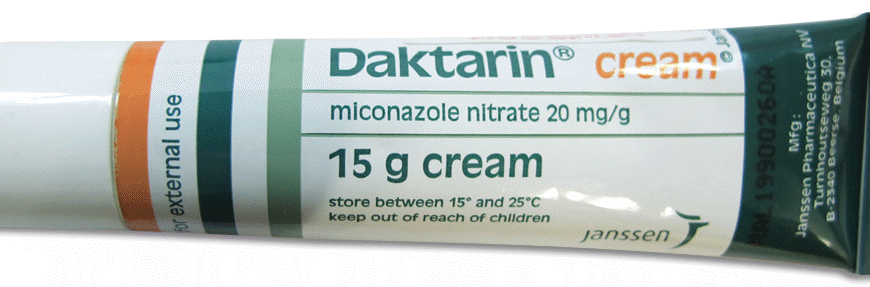 for external use
Daktarin® cream
miconazole nitrate 20 mg/g
15 g cream
store between 15° and 25°C
keep out of reach of children
Janssen
Mfg:
Janssen Pharmaceutica NV
Turnhoutseweg 30,
B-2340 Beerse, Belgium